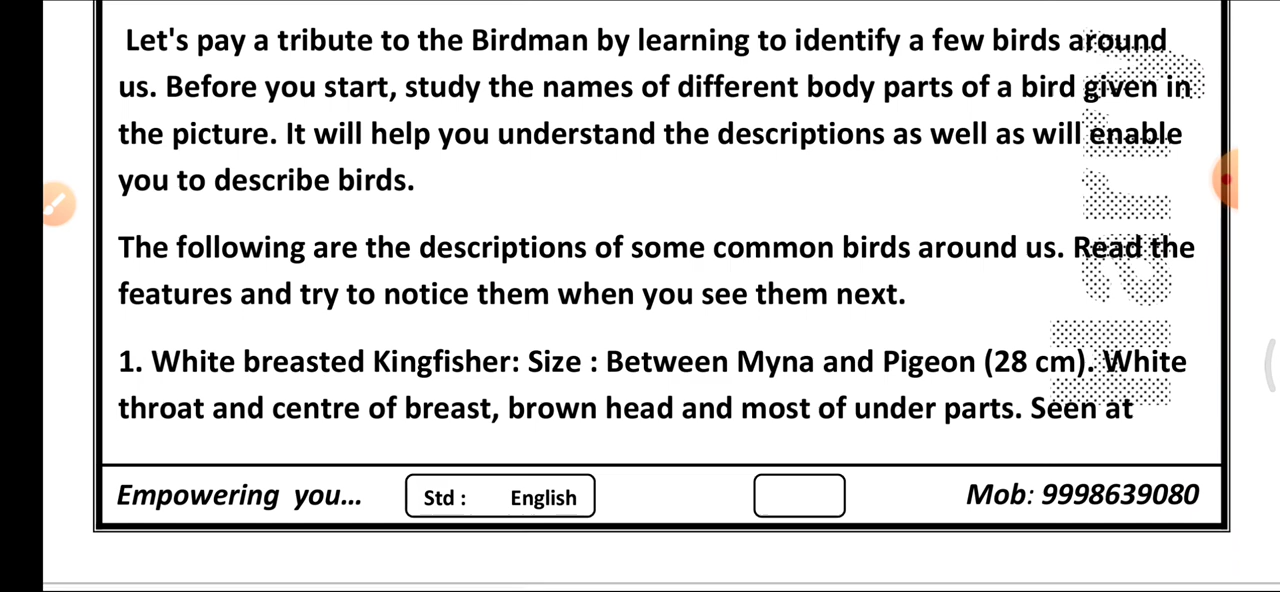 Let's pay a tribute to the Birdman by learning to identify a few birds around
us. Before you start, study the names of different body parts of a bird given in
the picture. It will help you understand the descriptions as well as will enable
you to describe birds.
The following are the descriptions of some common birds around us. Read the
features and try to notice them when you see them next.
1. White breasted Kingfisher: Size : Between Myna and Pigeon (28 cm). White
throat and centre of breast, brown head and most of under parts. Seen at
Empowering you... Std : English Mob: 9998639080